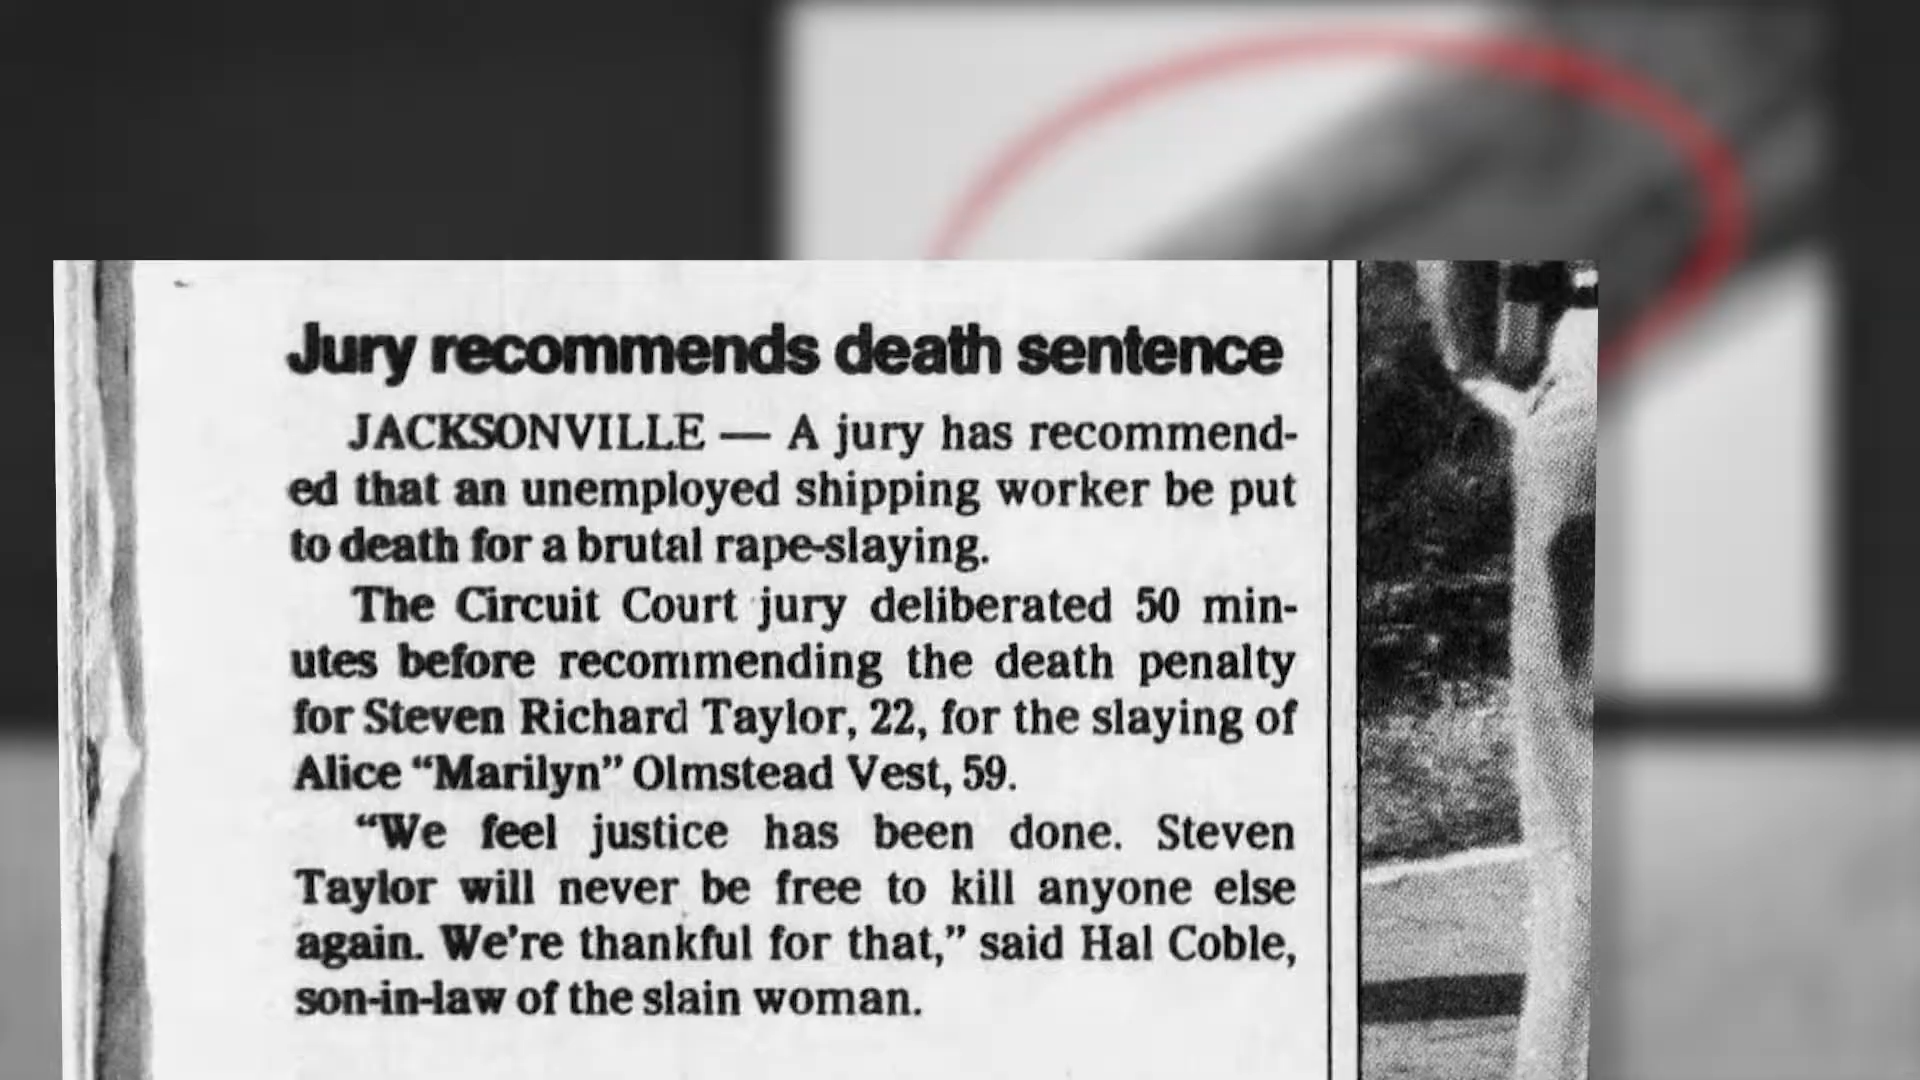 Jury recommends death sentence
JACKSONVILLE — A jury has recommend-
ed that an unemployed shipping worker be put
to death for a brutal rape-slaying.
The Circuit Court jury deliberated 50 min-
utes before recommending the death penalty
for Steven Richard Taylor, 22, for the slaying of
Alice “Marilyn” Olmstead Vest, 59.
“We feel justice has been done. Steven
Taylor will never be free to kill anyone else
again. We’re thankful for that,” said Hal Coble,
son-in-law of the slain woman.